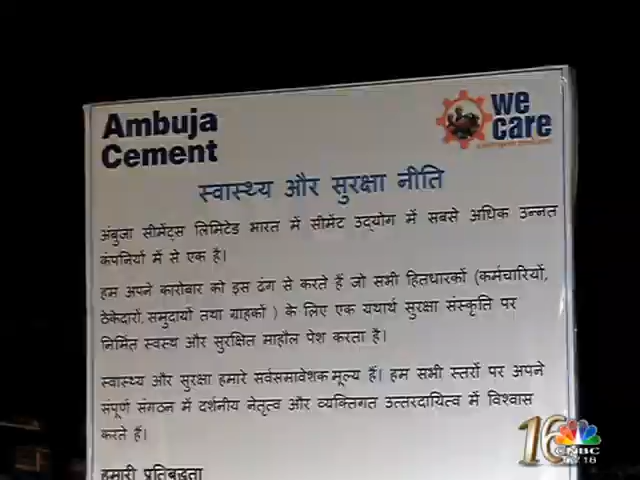 Ambuja
Cement
we
care
स्वास्थ्य और सुरक्षा नीति
अंबुजा सीमेंट्स लिमिटेड भारत में सीमेंट उद्योग में सबसे अधिक उन्नत
कंपनियों में से एक है।
हम अपने कारोबार को इस ढंग से करते हैं जो सभी हितधारकों (कर्मचारियों,
ठेकेदारों, समुदायों तथा ग्राहकों ) के लिए एक यथार्थ सुरक्षा संस्कृति पर
निर्मित स्वस्थ और सुरक्षित माहौल पेश करता है।
स्वास्थ्य और सुरक्षा हमारे सर्वसमावेशक मूल्य हैं। हम सभी स्तरों पर अपने
संपूर्ण संगठन में दर्शनीय नेतृत्व और व्यक्तिगत उत्तरदायित्व में विश्वास
करते हैं।
हमारी प्रतिबद्धता
CNBC